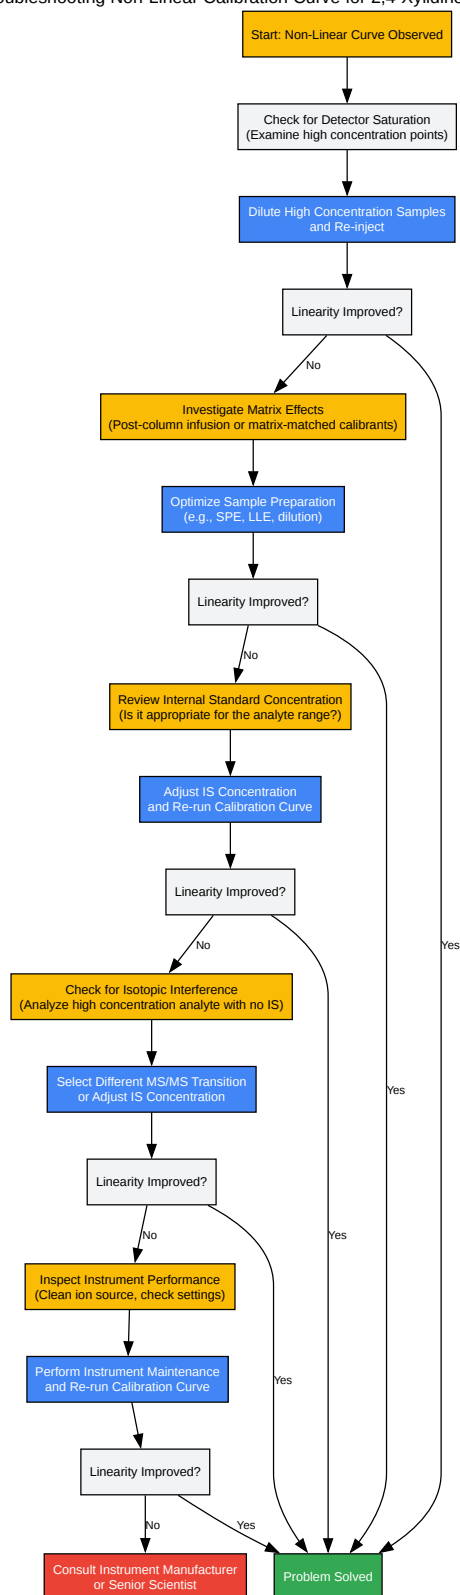 Non-Linear Calibration Curve for 2,4-Xylidine
Start: Non-Linear Curve Observed
Check for Detector Saturation
(Examine high concentration points)
Dilute High Concentration Samples
and Re-inject
Linearity Improved?
No
Investigate Matrix Effects
(Post-column infusion or matrix-matched calibrants)
Optimize Sample Preparation
(e.g., SPE, LLE, dilution)
Linearity Improved?
No
Review Internal Standard Concentration
(Is it appropriate for the analyte range?)
Adjust IS Concentration
and Re-run Calibration Curve
Linearity Improved?
No
Yes
Check for Isotopic Interference
(Analyze high concentration analyte with no IS)
Select Different MS/MS Transition
or Adjust IS Concentration
Yes
Linearity Improved?
No
Yes
Inspect Instrument Performance
(Clean ion source, check settings)
Perform Instrument Maintenance
and Re-run Calibration Curve
Yes
Linearity Improved?
No
Yes
Consult Instrument Manufacturer
or Senior Scientist
Problem Solved